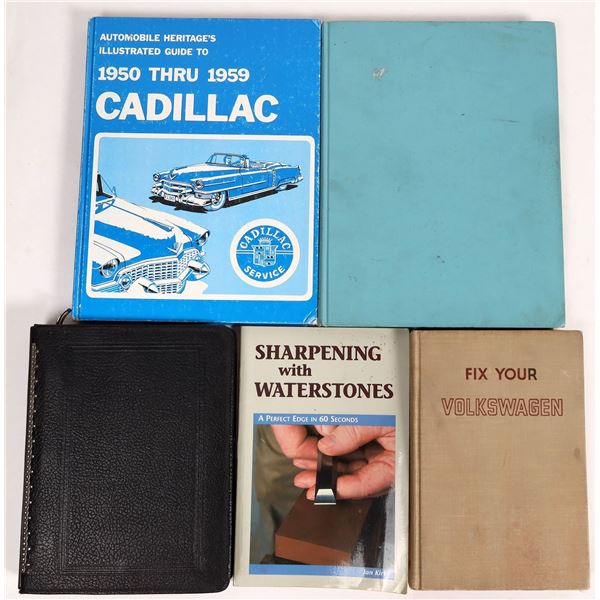 AUTOMOBILE HERITAGE'S
ILLUSTRATED GUIDE TO
1950 THRU 1959
CADILLAC
CADILLAC
SERVICE
SHARPENING
with
WATERSTONES
A PERFECT EDGE IN 60 SECONDS
Ian
FIX YOUR
VOLKSWAGEN